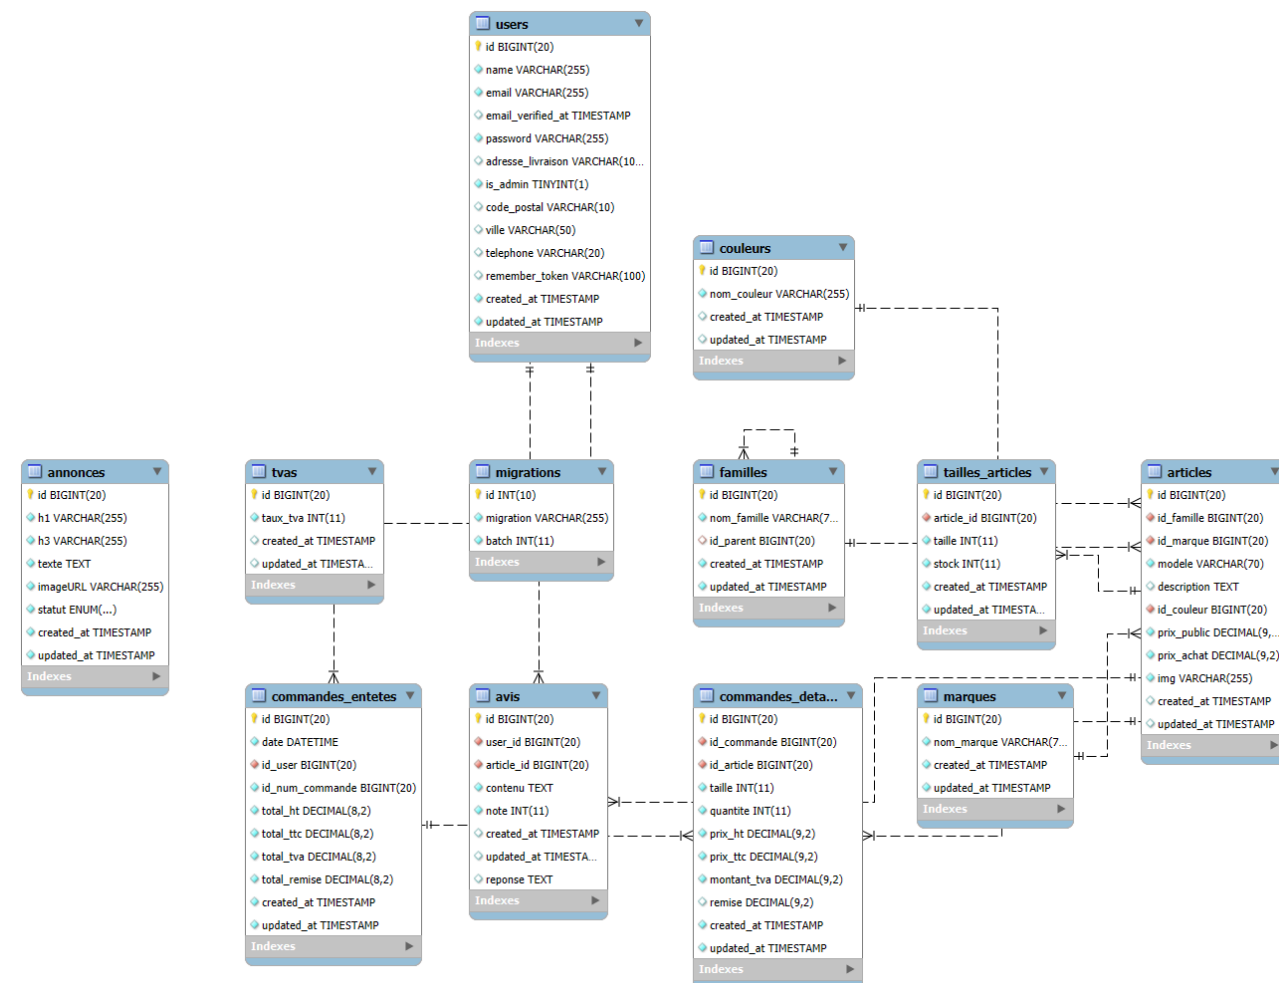 users
id BIGINT(20)
name VARCHAR(255)
email VARCHAR(255)
email_verified_at TIMESTAMP
password VARCHAR(255)
adresse_livraison VARCHAR(10...
is_admin TINYINT(1)
code_postal VARCHAR(10)
ville VARCHAR(50)
telephone VARCHAR(20)
remember_token VARCHAR(100)
created_at TIMESTAMP
updated_at TIMESTAMP
Indexes
couleurs
id BIGINT(20)
nom_couleur VARCHAR(255)
created_at TIMESTAMP
updated_at TIMESTAMP
Indexes
annonces
id BIGINT(20)
h1 VARCHAR(255)
h3 VARCHAR(255)
texte TEXT
imageURL VARCHAR(255)
statut ENUM(...)
created_at TIMESTAMP
updated_at TIMESTAMP
Indexes
tvas
id BIGINT(20)
taux_tva INT(11)
created_at TIMESTAMP
updated_at TIMESTA...
Indexes
migrations
id INT(10)
migration VARCHAR(255)
batch INT(11)
Indexes
familles
id BIGINT(20)
nom_famille VARCHAR(7...
id_parent BIGINT(20)
created_at TIMESTAMP
updated_at TIMESTAMP
Indexes
tailles_articles
id BIGINT(20)
article_id BIGINT(20)
taille INT(11)
stock INT(11)
created_at TIMESTAMP
updated_at TIMESTA...
Indexes
articles
id BIGINT(20)
id_famille BIGINT(20)
id_marque BIGINT(20)
modele VARCHAR(70)
description TEXT
id_couleur BIGINT(20)
prix_public DECIMAL(9,...
prix_achat DECIMAL(9,2)
img VARCHAR(255)
created_at TIMESTAMP
updated_at TIMESTAMP
Indexes
commandes_entetes
id BIGINT(20)
date DATETIME
id_user BIGINT(20)
id_num_commande BIGINT(20)
total_ht DECIMAL(8,2)
total_ttc DECIMAL(8,2)
total_tva DECIMAL(8,2)
total_remise DECIMAL(8,2)
created_at TIMESTAMP
updated_at TIMESTAMP
Indexes
avis
id BIGINT(20)
user_id BIGINT(20)
article_id BIGINT(20)
contenu TEXT
note INT(11)
created_at TIMESTAMP
updated_at TIMESTA...
reponse TEXT
Indexes
commandes_deta...
id BIGINT(20)
id_commande BIGINT(20)
id_article BIGINT(20)
taille INT(11)
quantite INT(11)
prix_ht DECIMAL(9,2)
prix_ttc DECIMAL(9,2)
montant_tva DECIMAL(9,2)
remise DECIMAL(9,2)
created_at TIMESTAMP
updated_at TIMESTAMP
Indexes
marques
id BIGINT(20)
nom_marque VARCHAR(7...
created_at TIMESTAMP
updated_at TIMESTAMP
Indexes